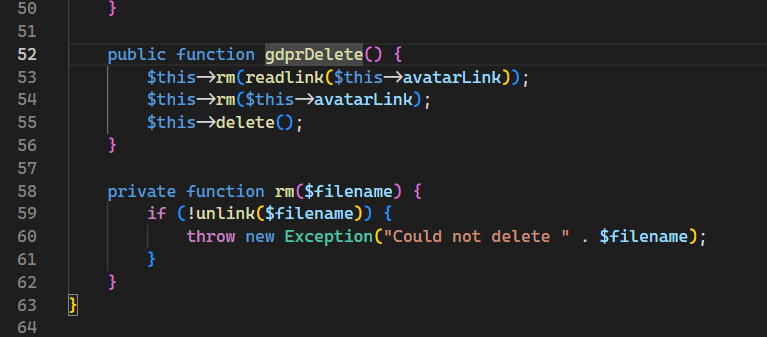 50 }
51
52 public function gdprDelete() {
53 $this->rm(readlink($this->avatarLink));
54 $this->rm($this->avatarLink);
55 $this->delete();
56 }
57
58 private function rm($filename) {
59 if (!unlink($filename)) {
60 throw new Exception("Could not delete " . $filename);
61 }
62 }
63 }
64